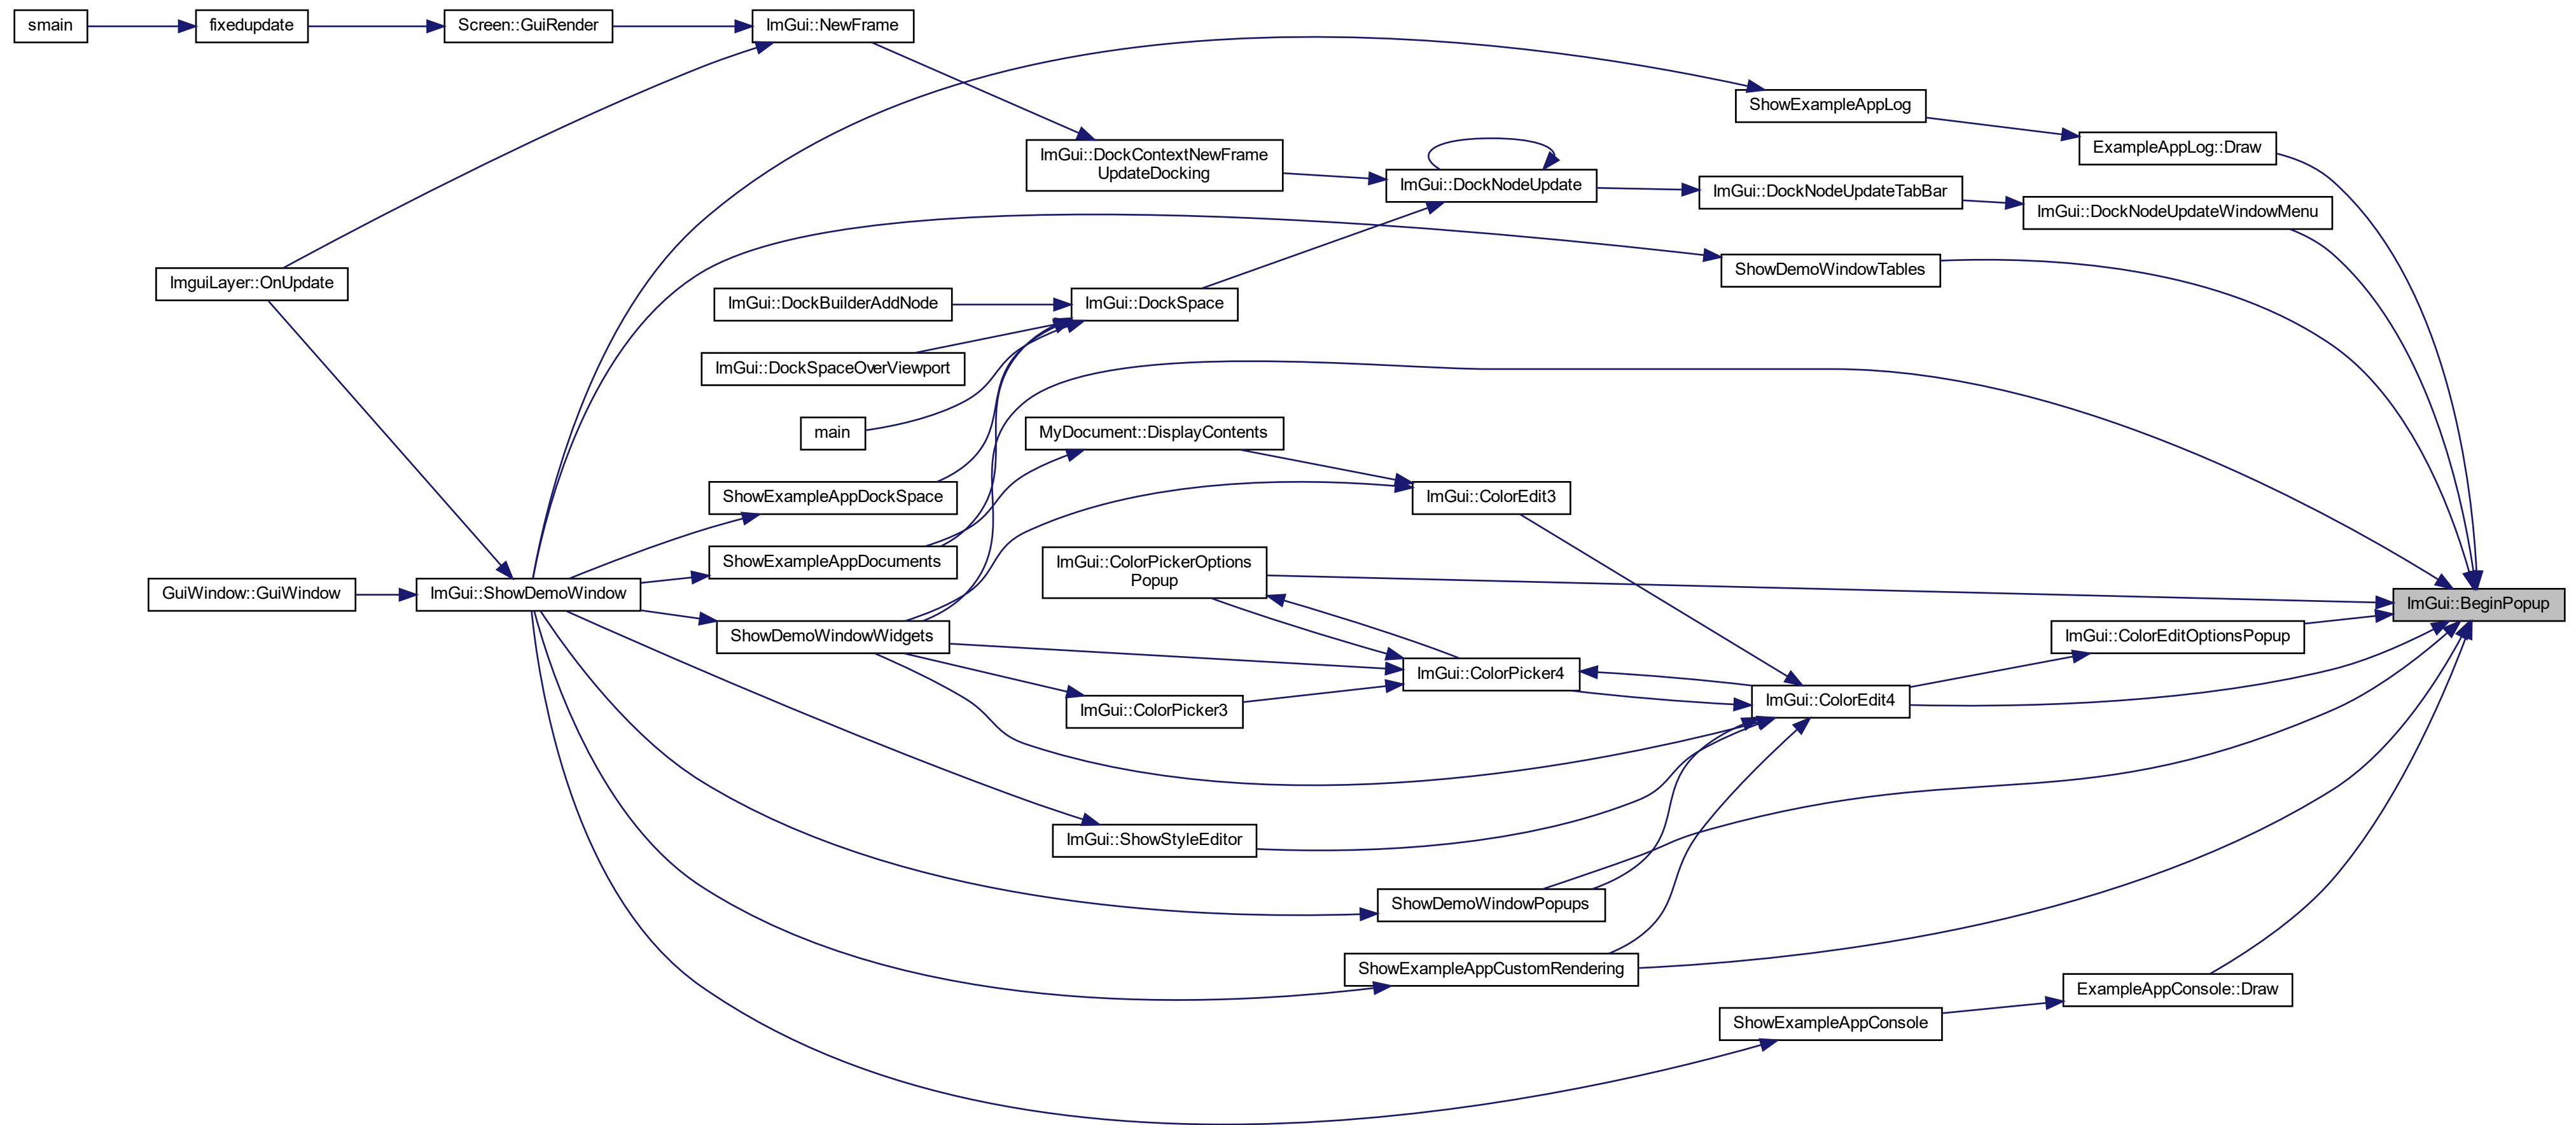 smain
fixedupdate
Screen::GuiRender
ImGui::NewFrame
ShowExampleAppLog
ExampleAppLog::Draw
ImGui::DockContextNewFrame
UpdateDocking
ImGui::DockNodeUpdate
ImGui::DockNodeUpdateTabBar
ImGui::DockNodeUpdateWindowMenu
ShowDemoWindowTables
ImguiLayer::OnUpdate
ImGui::DockBuilderAddNode
ImGui::DockSpace
ImGui::DockSpaceOverViewport
main
MyDocument::DisplayContents
ShowExampleAppDockSpace
ImGui::ColorEdit3
ShowExampleAppDocuments
ImGui::ColorPickerOptions
Popup
GuiWindow::GuiWindow
ImGui::ShowDemoWindow
ImGui::BeginPopup
ShowDemoWindowWidgets
ImGui::ColorEditOptionsPopup
ImGui::ColorPicker4
ImGui::ColorEdit4
ImGui::ColorPicker3
ImGui::ShowStyleEditor
ShowDemoWindowPopups
ShowExampleAppCustomRendering
ExampleAppConsole::Draw
ShowExampleAppConsole